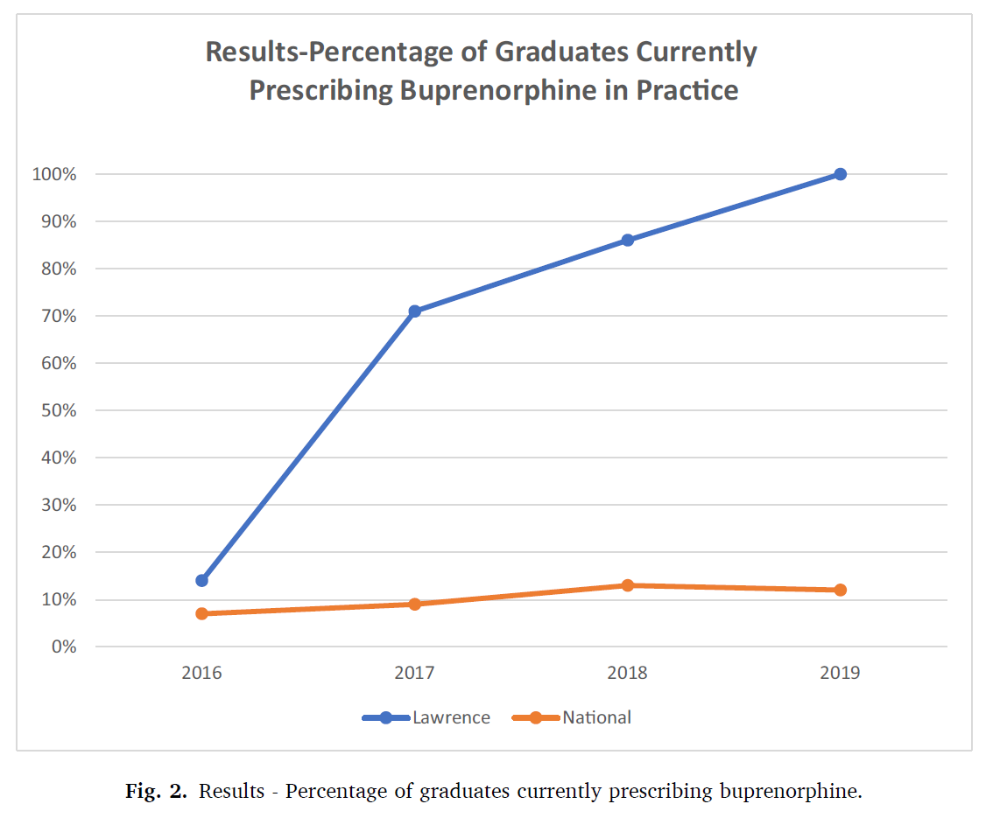 Results-Percentage of Graduates Currently
Prescribing Buprenorphine in Practice
100%
90%
80%
70%
60%
50%
40%
30%
20%
10%
0%
2016 2017 2018 2019
Lawrence National
Fig. 2. Results - Percentage of graduates currently prescribing buprenorphine.